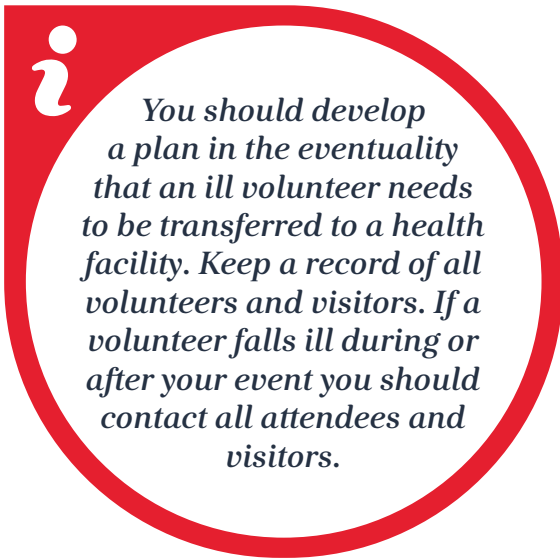 i
You should develop
a plan in the eventuality
that an ill volunteer needs
to be transferred to a health
facility. Keep a record of all
volunteers and visitors. If a
volunteer falls ill during or
after your event you should
contact all attendees and
visitors.